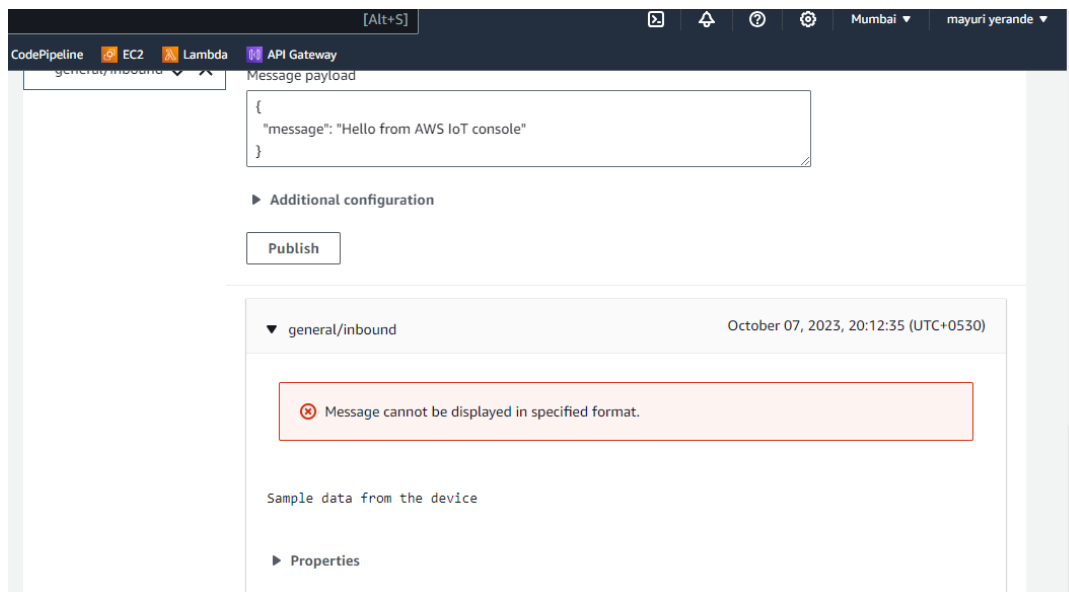 [Alt+S] Mumbai ▼ mayuri yerande ▼
CodePipeline EC2 Lambda API Gateway
general/inbound
Message payload
{
"message": "Hello from AWS IoT console"
}
Additional configuration
Publish
general/inbound October 07, 2023, 20:12:35 (UTC+0530)
Message cannot be displayed in specified format.
Sample data from the device
Properties